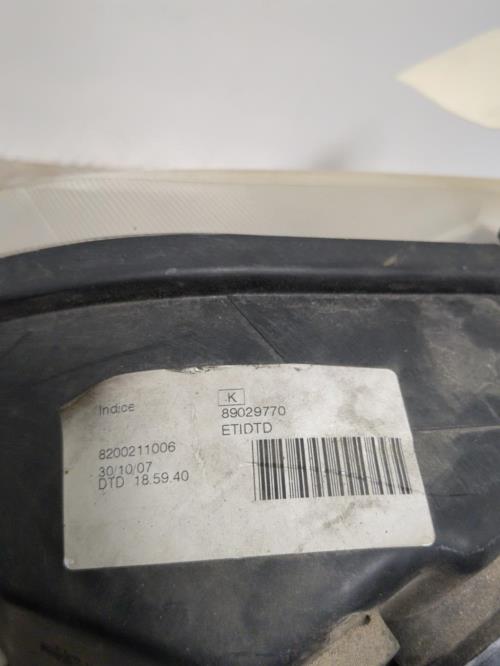 Indice
K
89029770
ETIDTD
8200211006
30/10/07
DTD 18.59.40